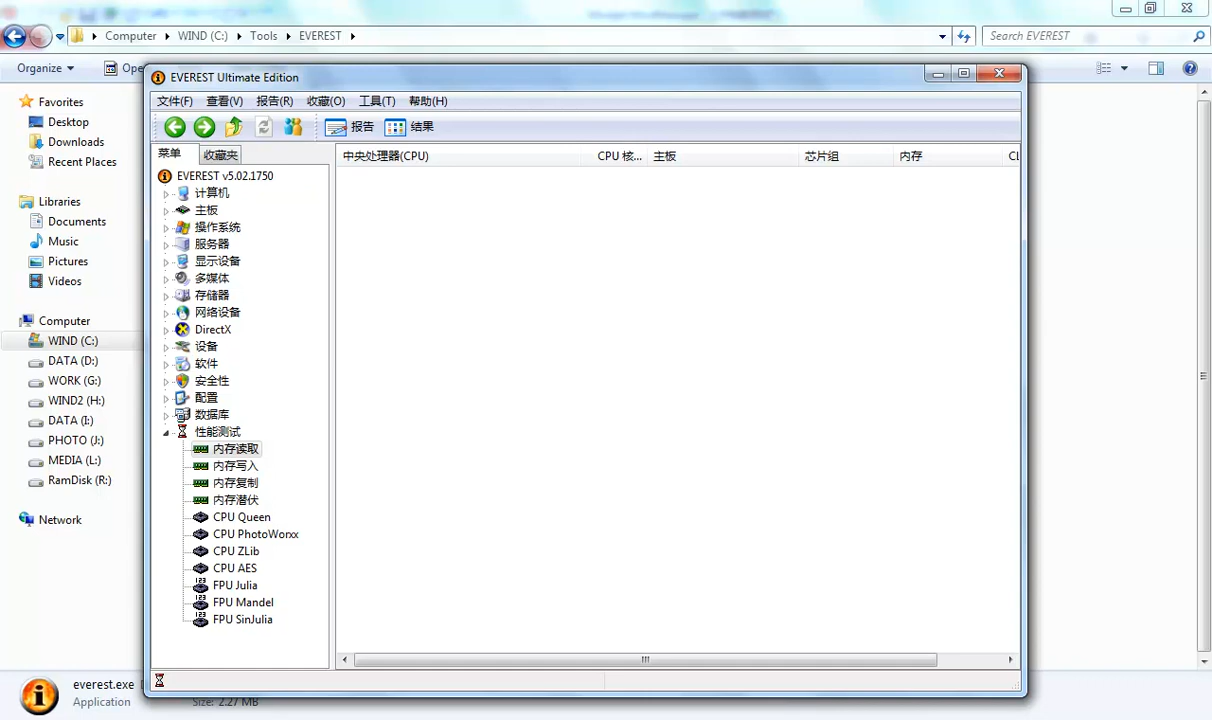 Computer
WIND (C:)
Tools
EVEREST
Search EVEREST
Organize
Ope
EVEREST Ultimate Edition
文件(F)
查看(V)
报告(R)
收藏(O)
工具(T)
帮助(H)
报告
结果
菜单
收藏夹
中央处理器(CPU)
CPU 核...
主板
芯片组
内存
CL
Favorites
Desktop
Downloads
Recent Places
Libraries
Documents
Music
Pictures
Videos
Computer
WIND (C:)
DATA (D:)
WORK (G:)
WIND2 (H:)
DATA (I:)
PHOTO (J:)
MEDIA (L:)
RamDisk (R:)
Network
EVEREST v5.02.1750
计算机
主板
操作系统
服务器
显示设备
多媒体
存储器
网络设备
DirectX
设备
软件
安全性
配置
数据库
性能测试
内存读取
内存写入
内存复制
内存潜伏
CPU Queen
CPU PhotoWorxx
CPU ZLib
CPU AES
FPU Julia
FPU Mandel
FPU SinJulia
everest.exe
Application
Size: 2.27 MB